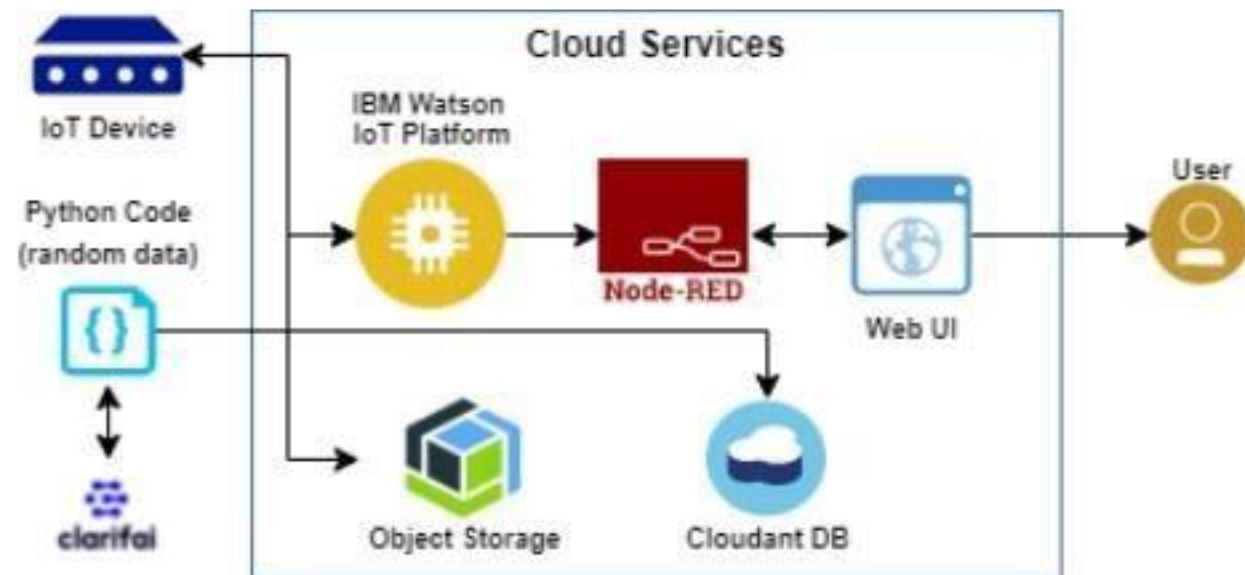 Cloud Services
IoT Device
IBM Watson
IoT Platform
User
Python Code
(random data)
{}
Node-RED
Web UI
clarifai
Object Storage
Cloudant DB